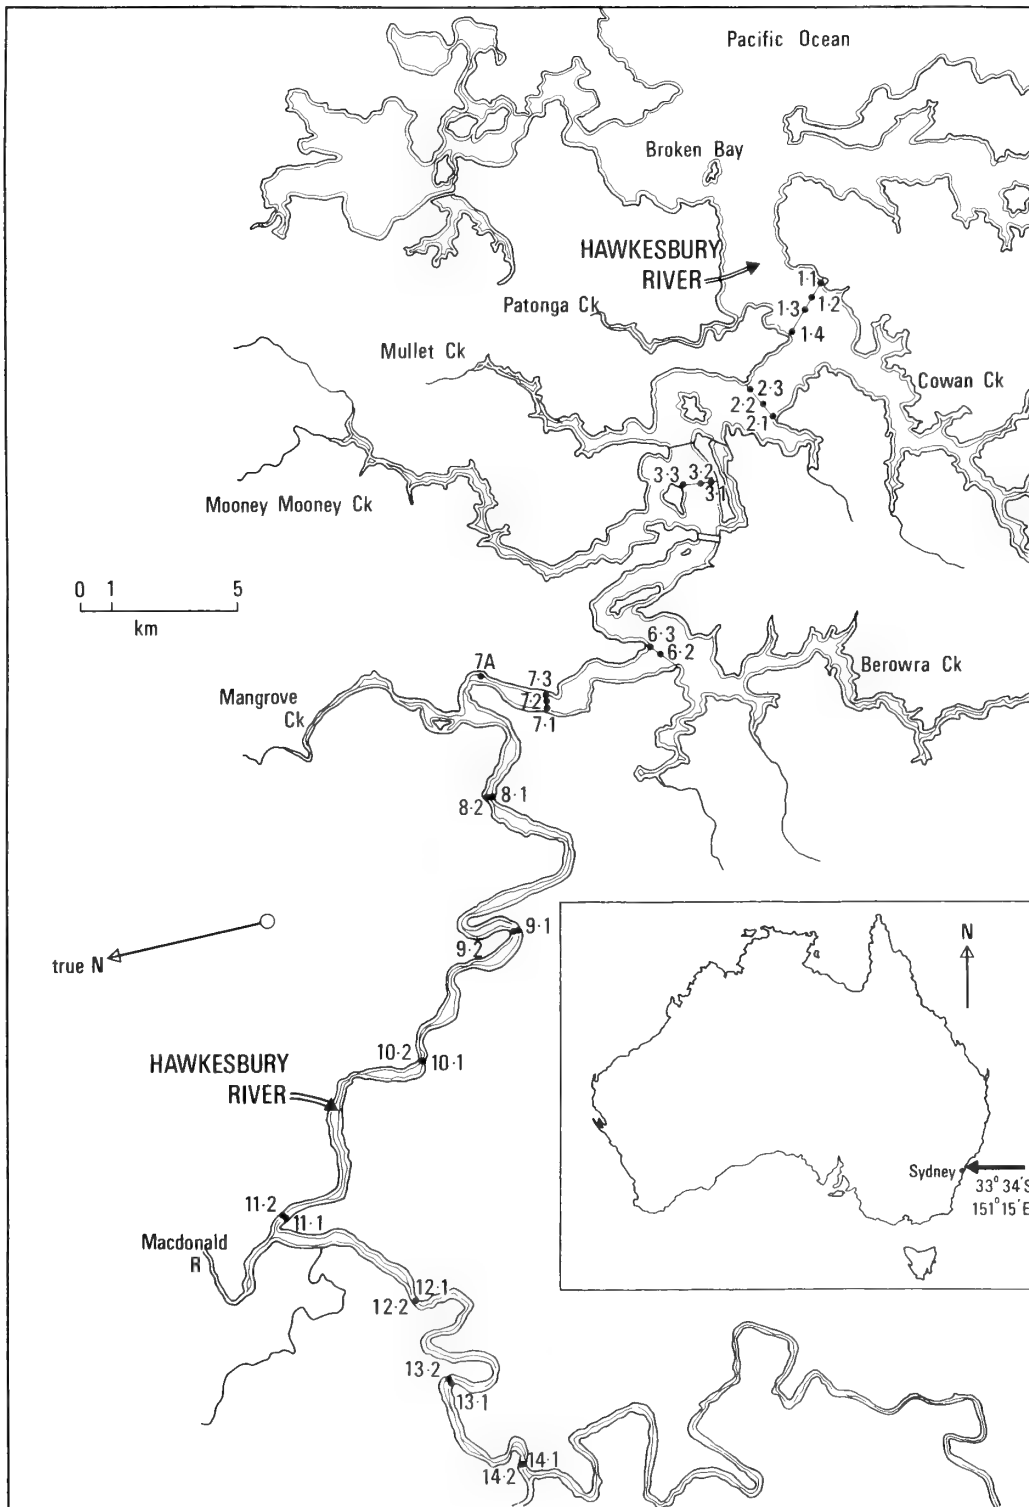 Pacific Ocean
Broken Bay
HAWKESBURY
RIVER
1·1
1·2
1·3
1·4
Patonga Ck
Mullet Ck
Cowan Ck
2·3
2·2
2·1
3·3
3·2
3·1
Mooney Mooney Ck
0 1 5
km
6·3
6·2
7A
7·3
7·2
7·1
Berowra Ck
Mangrove
Ck
8·2
8·1
9·1
9·2
true N
N
10·2
10·1
HAWKESBURY
RIVER
Sydney
33° 34′S
151° 15′E
11·2
11·1
Macdonald
R
12·1
12·2
13·2
13·1
14·1
14·2